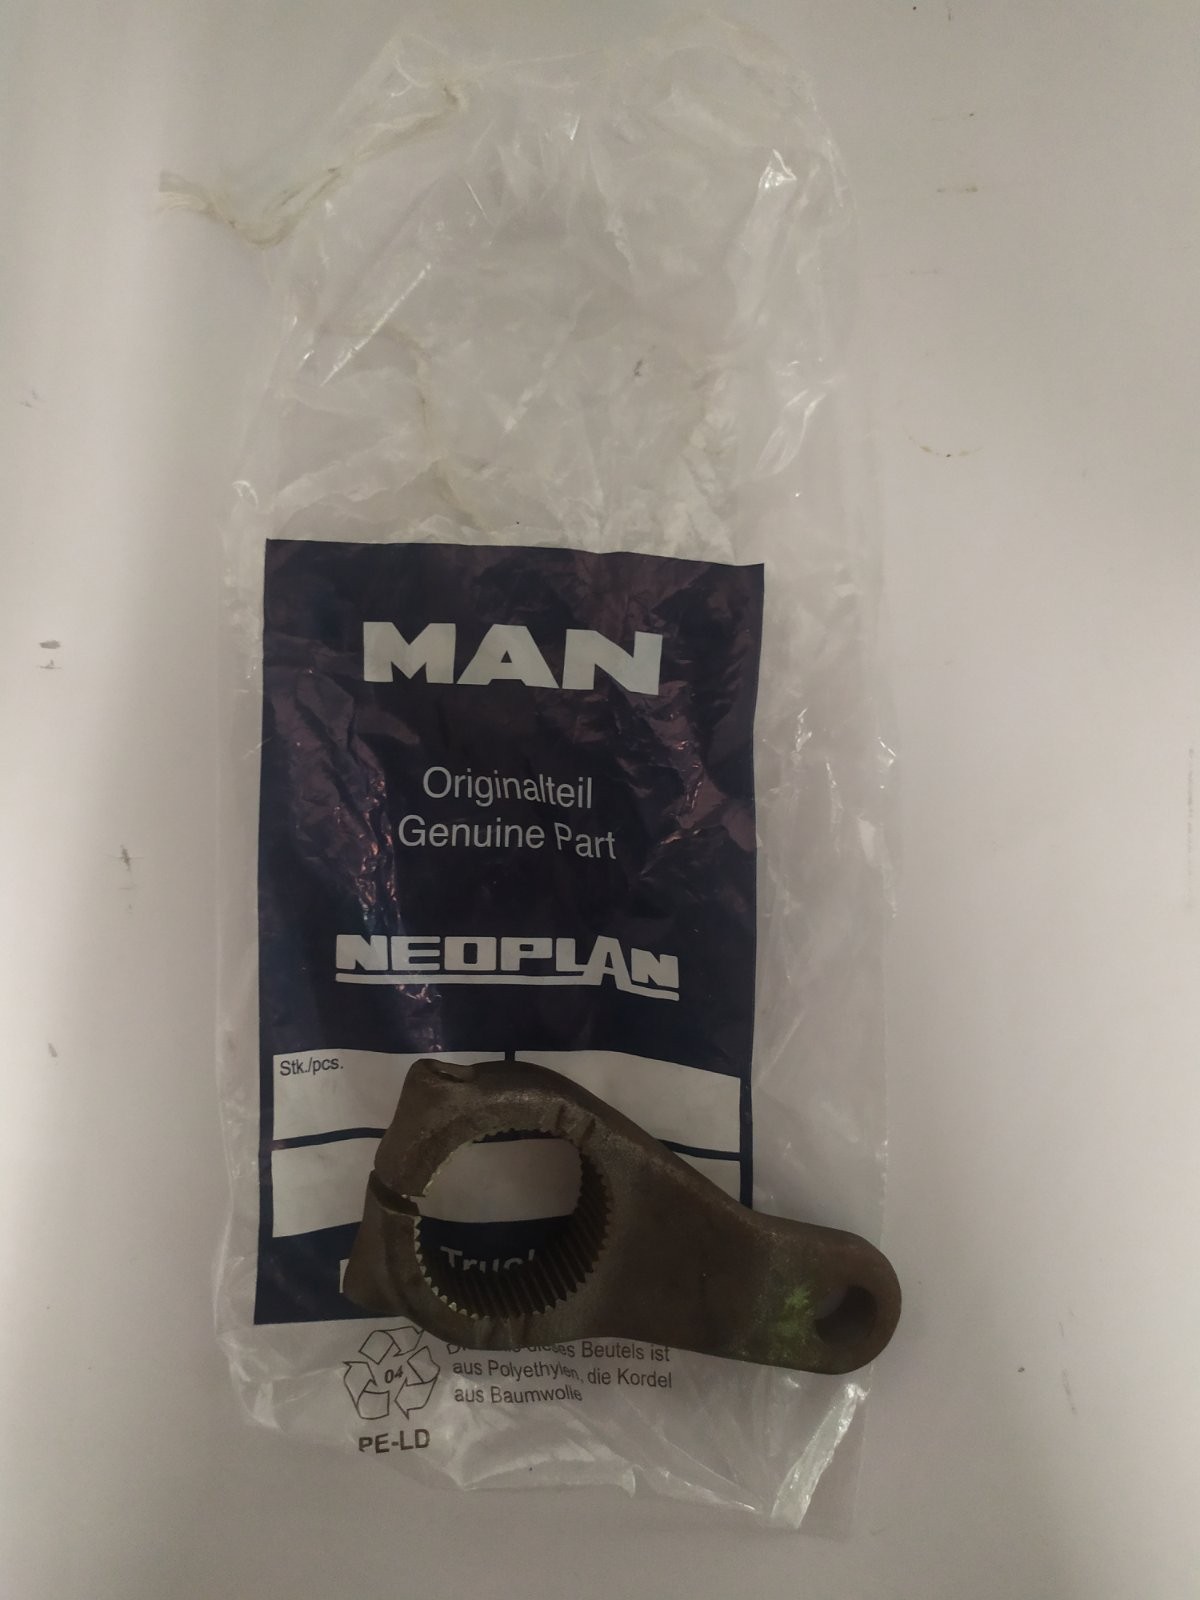 MAN
Originalteil
Genuine Part
NEOPLAN
Stk./pcs.
dieses Beutels ist
04
aus Polyethylen, die Kordel
aus Baumwolle
PE-LD